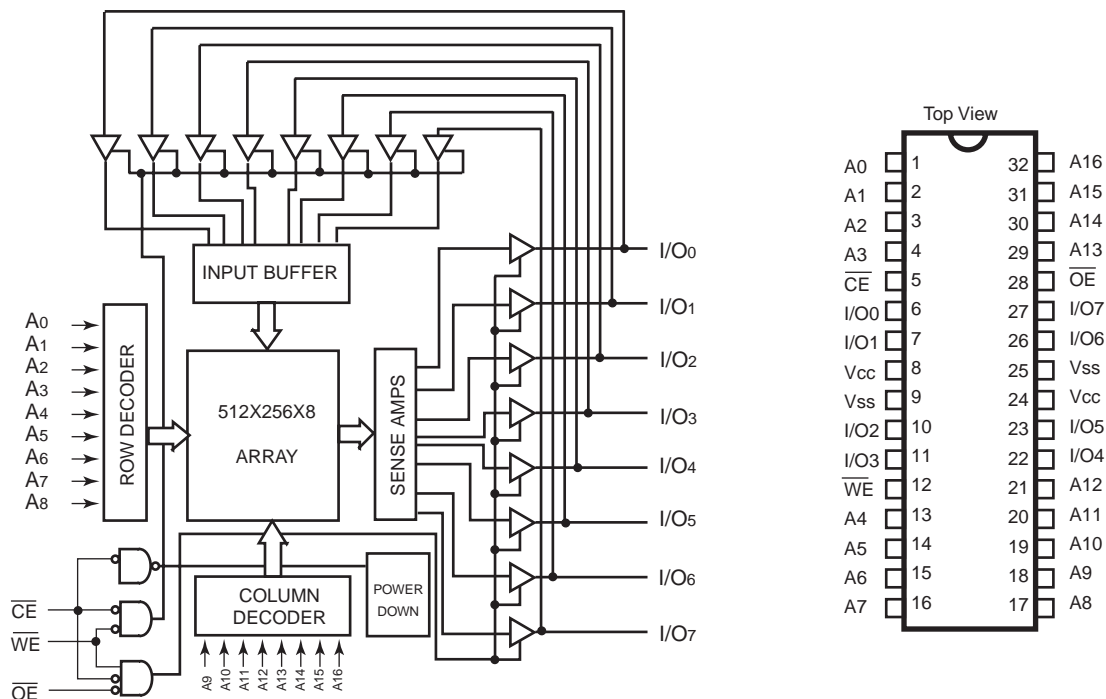 I/O0
I/O1
I/O2
I/O3
I/O4
I/O5
I/O6
I/O7
INPUT BUFFER
A0
A1
A2
A3
A4
A5
A6
A7
A8
ROW DECODER
512X256X8
ARRAY
SENSE AMPS
COLUMN
DECODER
POWER
DOWN
CE
WE
OE
A9
A10
A11
A12
A13
A14
A15
A16
Top View
A0 1 32 A16
A1 2 31 A15
A2 3 30 A14
A3 4 29 A13
CE 5 28 OE
I/O0 6 27 I/O7
I/O1 7 26 I/O6
Vcc 8 25 Vss
Vss 9 24 Vcc
I/O2 10 23 I/O5
I/O3 11 22 I/O4
WE 12 21 A12
A4 13 20 A11
A5 14 19 A10
A6 15 18 A9
A7 16 17 A8